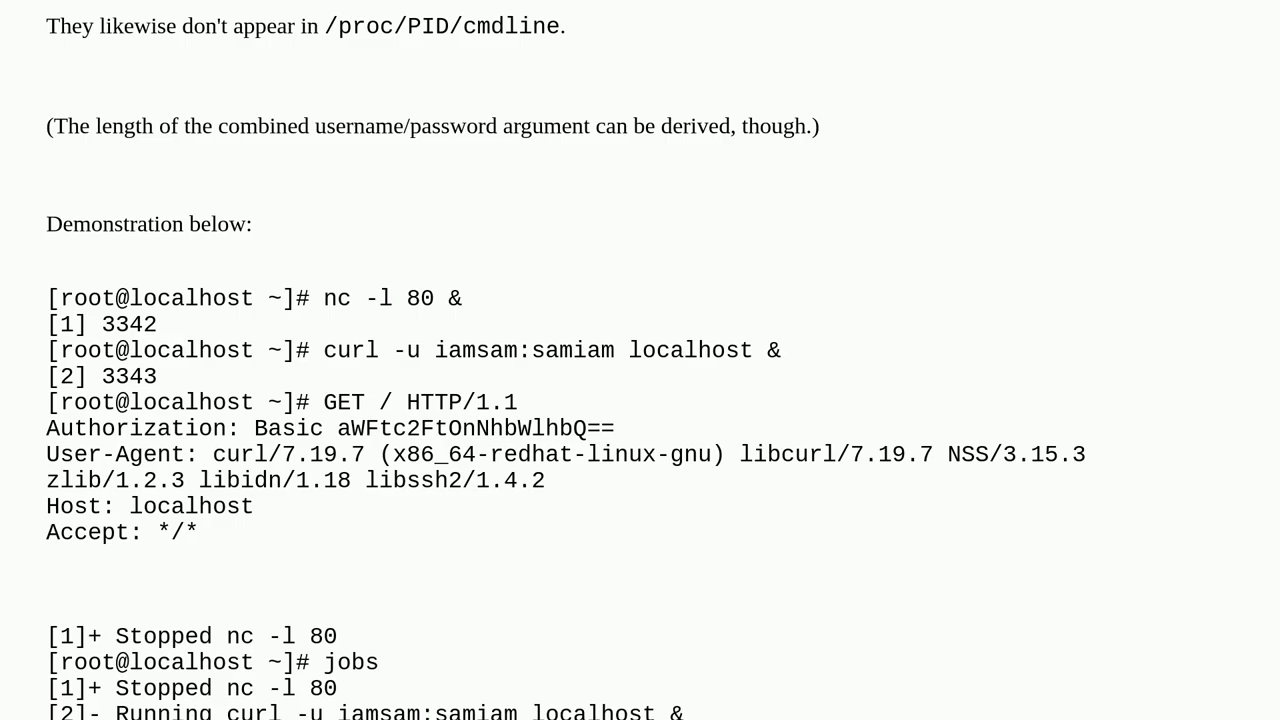 They likewise don't appear in /proc/PID/cmdline.
(The length of the combined username/password argument can be derived, though.)
Demonstration below:
[root@localhost ~]# nc -l 80 &
[1] 3342
[root@localhost ~]# curl -u iamsam:samiam localhost &
[2] 3343
[root@localhost ~]# GET / HTTP/1.1
Authorization: Basic aWFtc2FtOnNhbWlhbQ==
User-Agent: curl/7.19.7 (x86_64-redhat-linux-gnu) libcurl/7.19.7 NSS/3.15.3
zlib/1.2.3 libidn/1.18 libssh2/1.4.2
Host: localhost
Accept: */*
[1]+ Stopped nc -l 80
[root@localhost ~]# jobs
[1]+ Stopped nc -l 80
[2]- Running curl -u iamsam:samiam localhost &